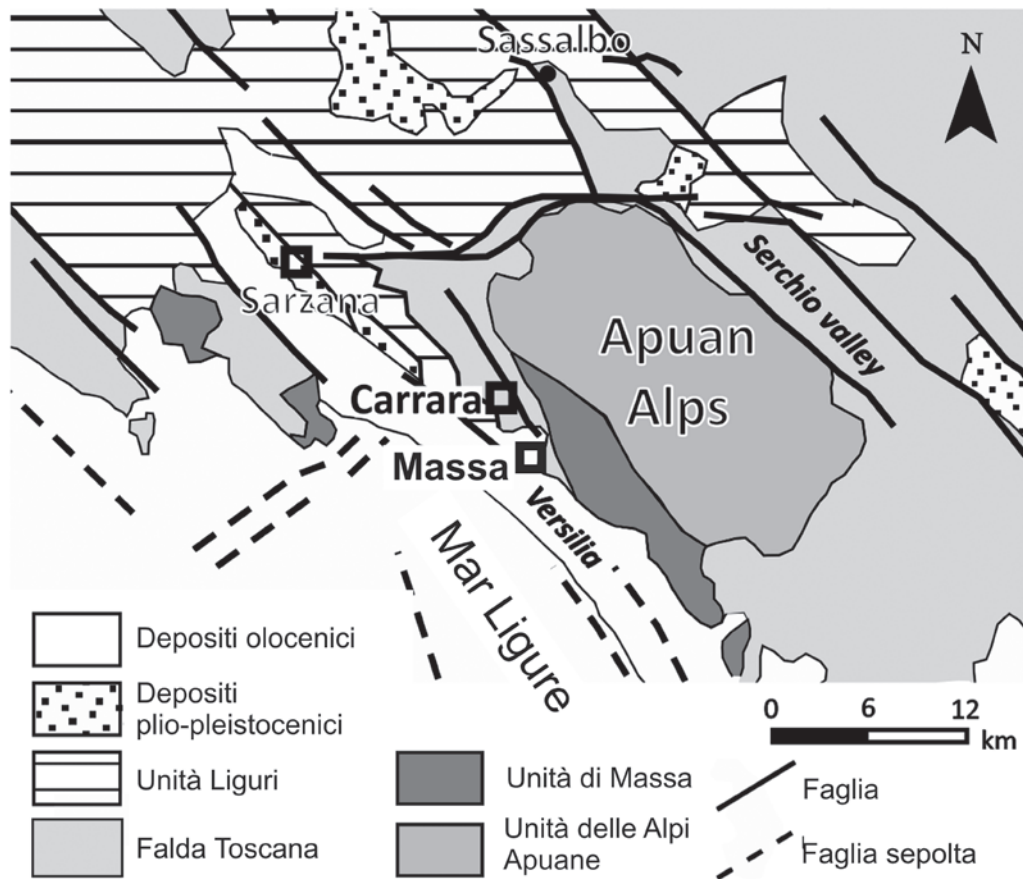 Sassalbo
N
Serchio valley
Sarzana
Apuan
Alps
Carrara
Massa
Versilia
Mar Ligure
Depositi olocenici
Depositi
plio-pleistocenici
Unità Liguri
Falda Toscana
Unità di Massa
Unità delle Alpi
Apuane
0 6 12
km
Faglia
Faglia sepolta